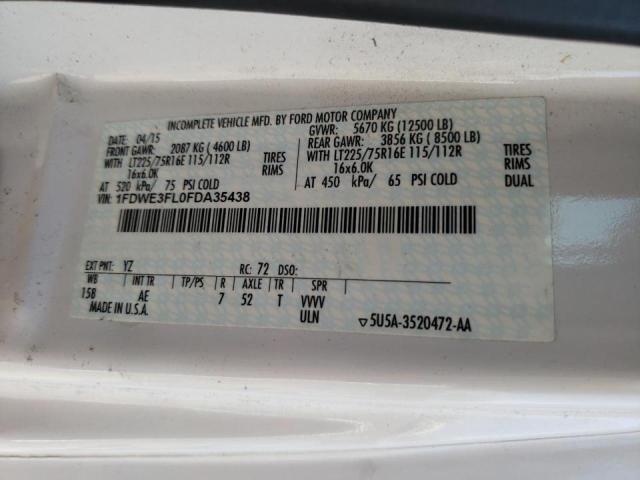 INCOMPLETE VEHICLE MFD. BY FORD MOTOR COMPANY
DATE: 04/15 GVWR: 5670 KG (12500 LB)
FRONT GAWR: 2087 KG (4600 LB) REAR GAWR: 3856 KG (8500 LB)
WITH LT225/75R16E 115/112R TIRES WITH LT225/75R16E 115/112R TIRES
16x6.0K RIMS 16x6.0K RIMS
AT 520 kPa/ 75 PSI COLD AT 450 kPa/ 65 PSI COLD DUAL
VIN: 1FDWE3FL0FDA35438
EXT PNT: YZ RC: 72 DSO:
WB INT TR TP/PS R AXLE TR SPR
158 AE 7 52 T VVVV
MADE IN U.S.A. ULN ▽5U5A-3520472-AA